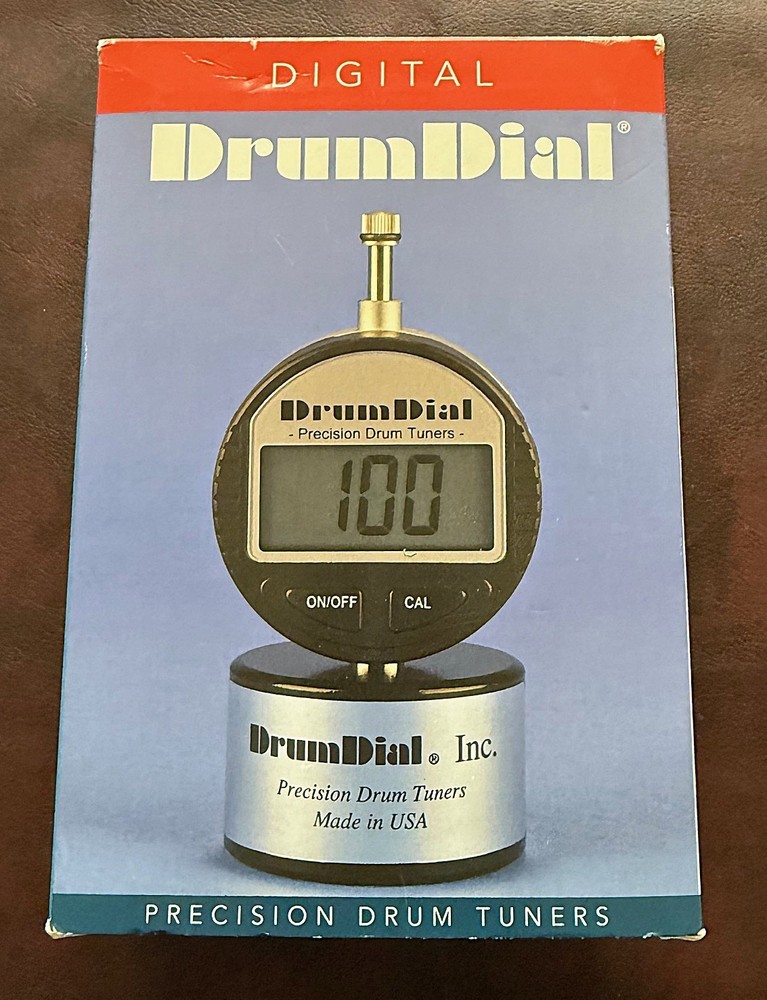 DIGITAL
DrumDial®
DrumDial
- Precision Drum Tuners -
100
ON/OFF CAL
DrumDial® Inc.
Precision Drum Tuners
Made in USA
PRECISION DRUM TUNERS